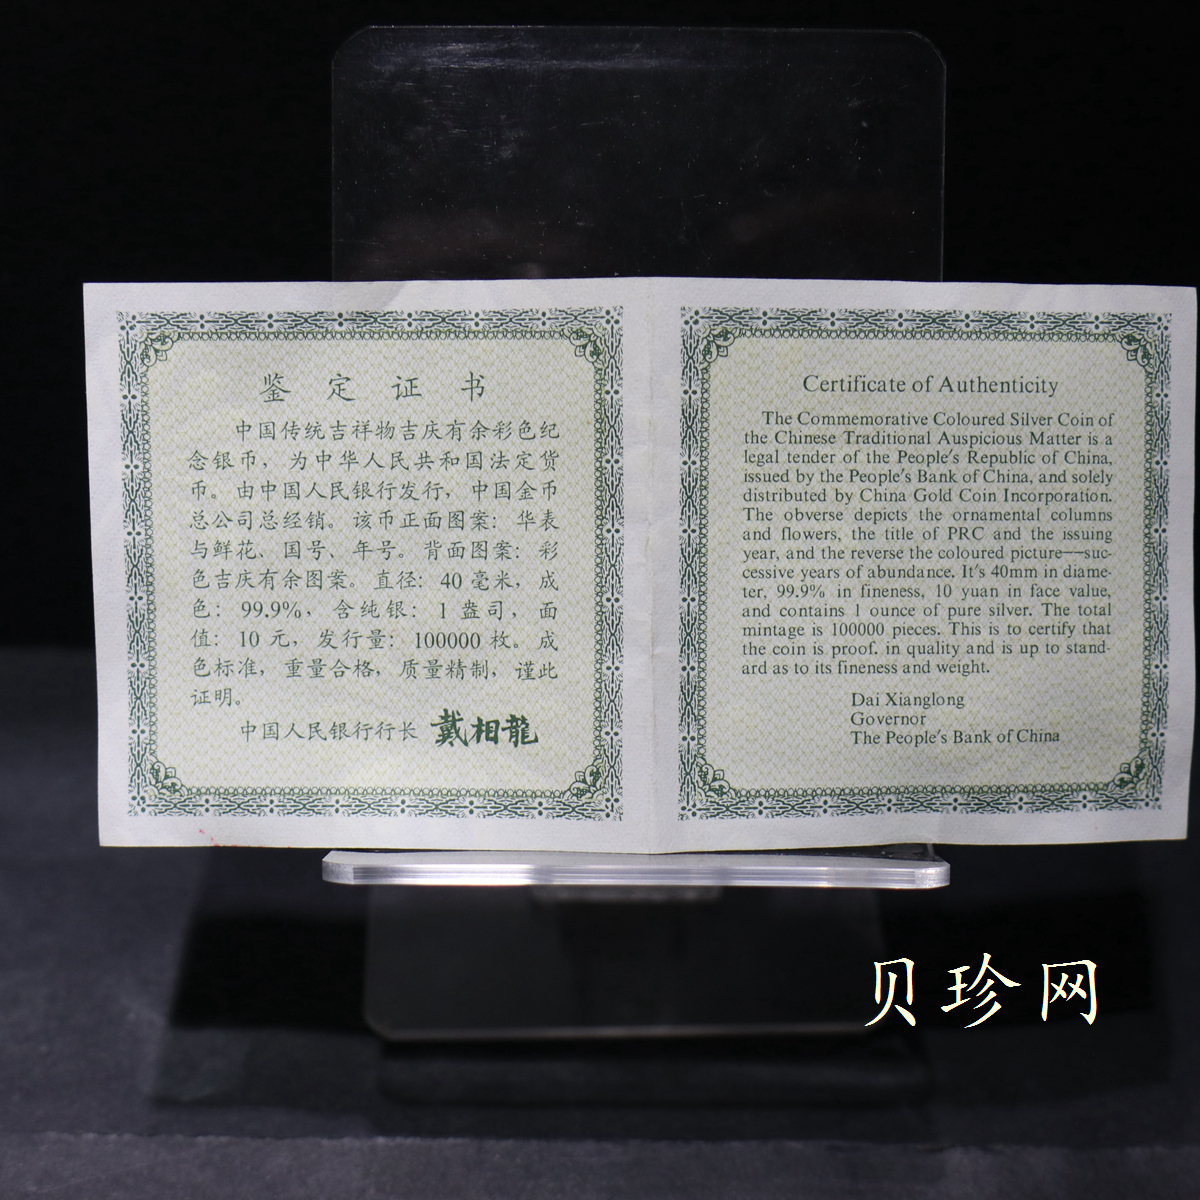 鉴定证书
中国传统吉祥物吉庆有余彩色纪
念银币，为中华人民共和国法定货
币。由中国人民银行发行，中国金币
总公司总经销。该币正面图案：华表
与鲜花、国号、年号。背面图案：彩
色吉庆有余图案。直径：40毫米，成
色：99.9%，含纯银：1盎司，面
值：10元，发行量：100000枚。成
色标准，重量合格，质量精制，谨此
证明。
中国人民银行行长 戴相龍
Certificate of Authenticity
The Commemorative Coloured Silver Coin of
the Chinese Traditional Auspicious Matter is a
legal tender of the People's Republic of China,
issued by the People's Bank of China, and solely
distributed by China Gold Coin Incorporation.
The obverse depicts the ornamental columns
and flowers, the title of PRC and the issuing
year, and the reverse the coloured picture—suc-
cessive years of abundance. It's 40mm in diame-
ter, 99.9% in fineness, 10 yuan in face value,
and contains 1 ounce of pure silver. The total
mintage is 100000 pieces. This is to certify that
the coin is proof. in quality and is up to stand-
ard as to its fineness and weight.
Dai Xianglong
Governor
The People's Bank of China
贝珍网